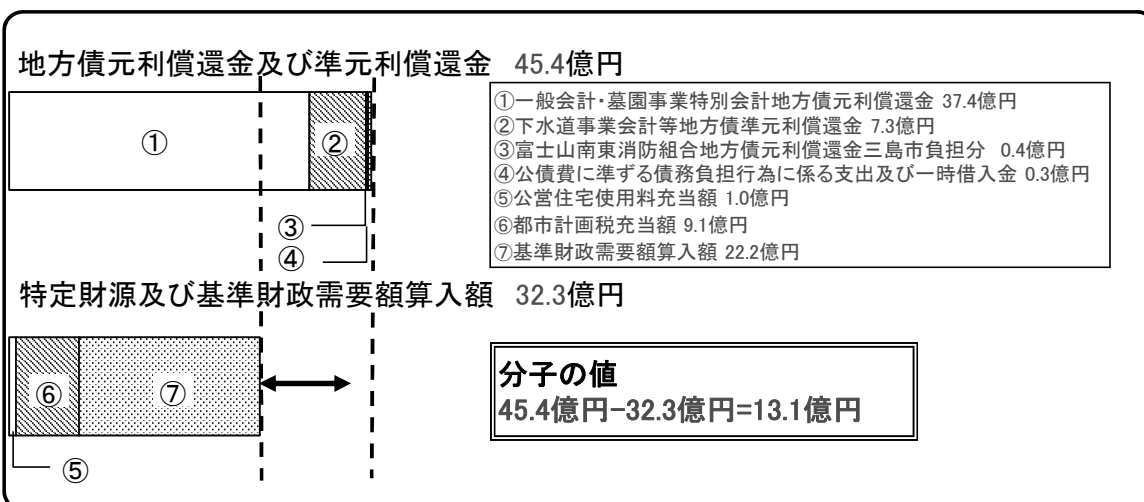 地方債元利償還金及び準元利償還金 45.4億円
①
②
③
④
①一般会計・墓園事業特別会計地方債元利償還金 37.4億円
②下水道事業会計等地方債準元利償還金 7.3億円
③富士山南東消防組合地方債元利償還金三島市負担分 0.4億円
④公債費に準ずる債務負担行為に係る支出及び一時借入金 0.3億円
⑤公営住宅使用料充当額 1.0億円
⑥都市計画税充当額 9.1億円
⑦基準財政需要額算入額 22.2億円
特定財源及び基準財政需要額算入額 32.3億円
⑥
⑦
⑤
分子の値
45.4億円-32.3億円=13.1億円